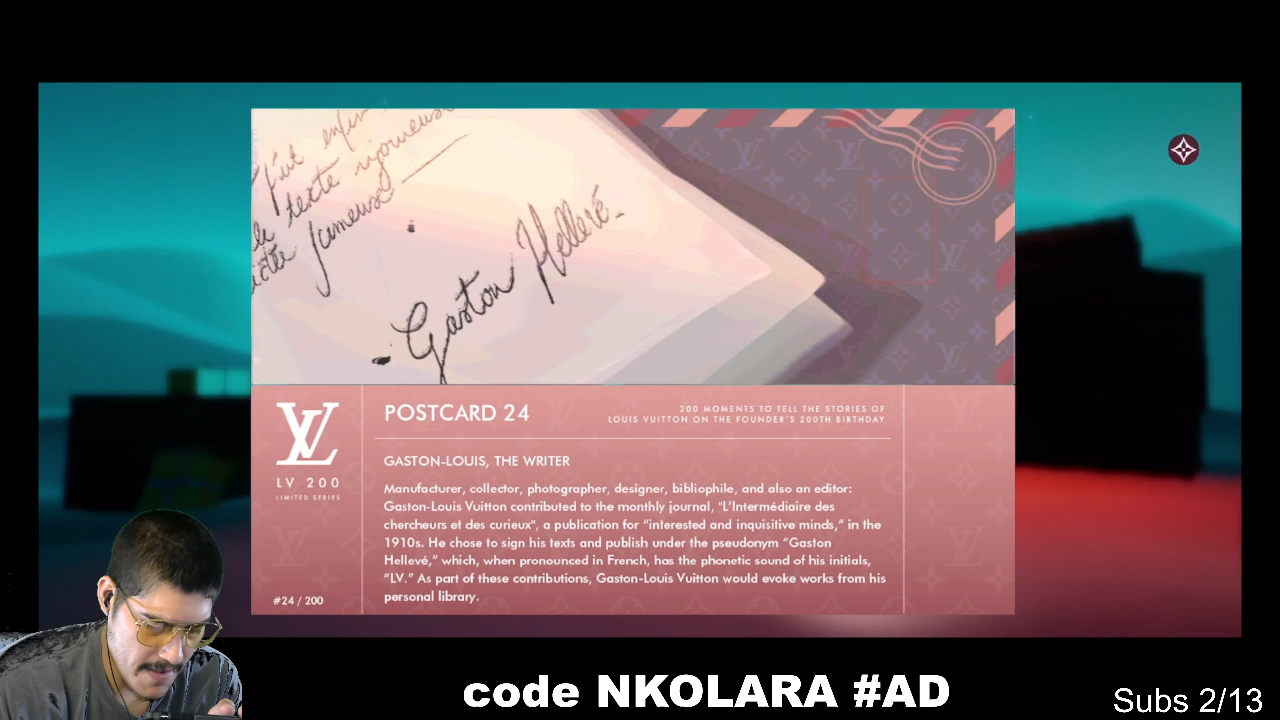 j'eût enfin
texte rigoureux
fameux
Gaston Hellevé
LV
LV 200
LIMITED SERIES
#24 / 200
POSTCARD 24
200 MOMENTS TO TELL THE STORIES OF
LOUIS VUITTON ON THE FOUNDER'S 200TH BIRTHDAY
GASTON-LOUIS, THE WRITER
Manufacturer, collector, photographer, designer, bibliophile, and also an editor:
Gaston-Louis Vuitton contributed to the monthly journal, "L'Intermédiaire des
chercheurs et des curieux", a publication for "interested and inquisitive minds," in the
1910s. He chose to sign his texts and publish under the pseudonym "Gaston
Hellevé," which, when pronounced in French, has the phonetic sound of his initials,
"LV." As part of these contributions, Gaston-Louis Vuitton would evoke works from his
personal library.
code NKOLARA #AD
Subs 2/13